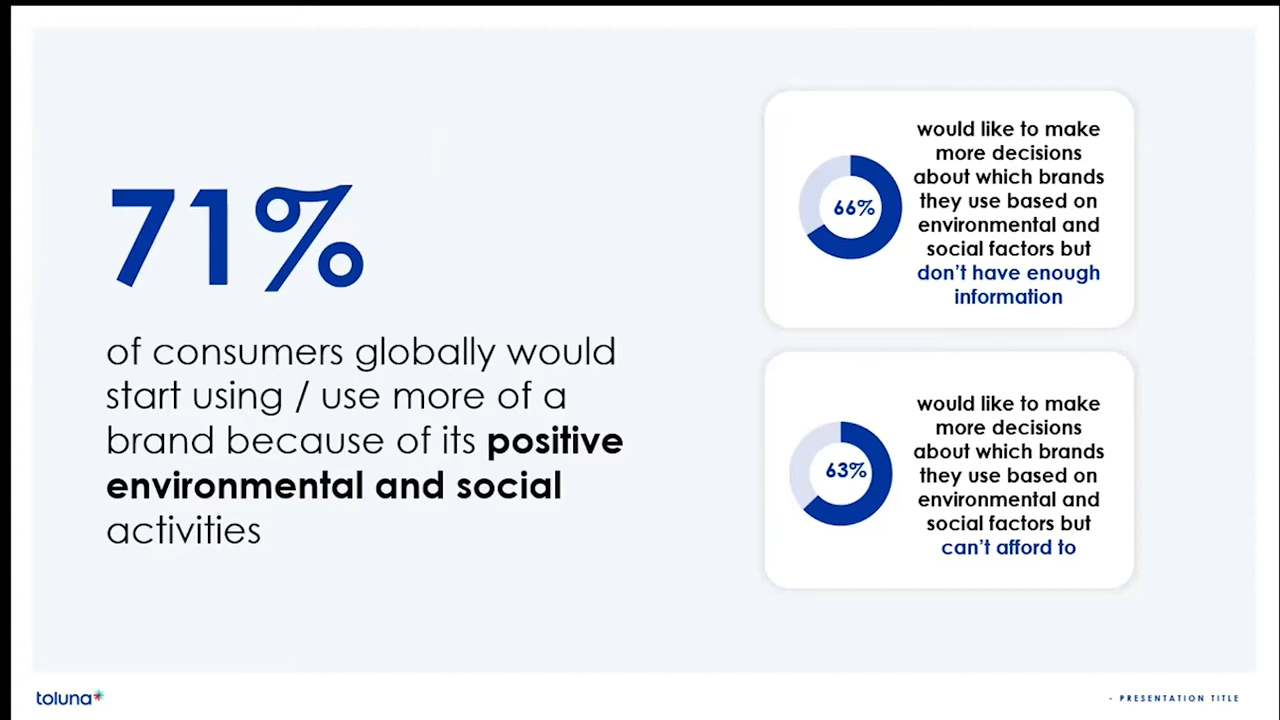 71%
of consumers globally would
start using / use more of a
brand because of its positive
environmental and social
activities
66%
would like to make
more decisions
about which brands
they use based on
environmental and
social factors but
don't have enough
information
63%
would like to make
more decisions
about which brands
they use based on
environmental and
social factors but
can't afford to
toluna*
- PRESENTATION TITLE